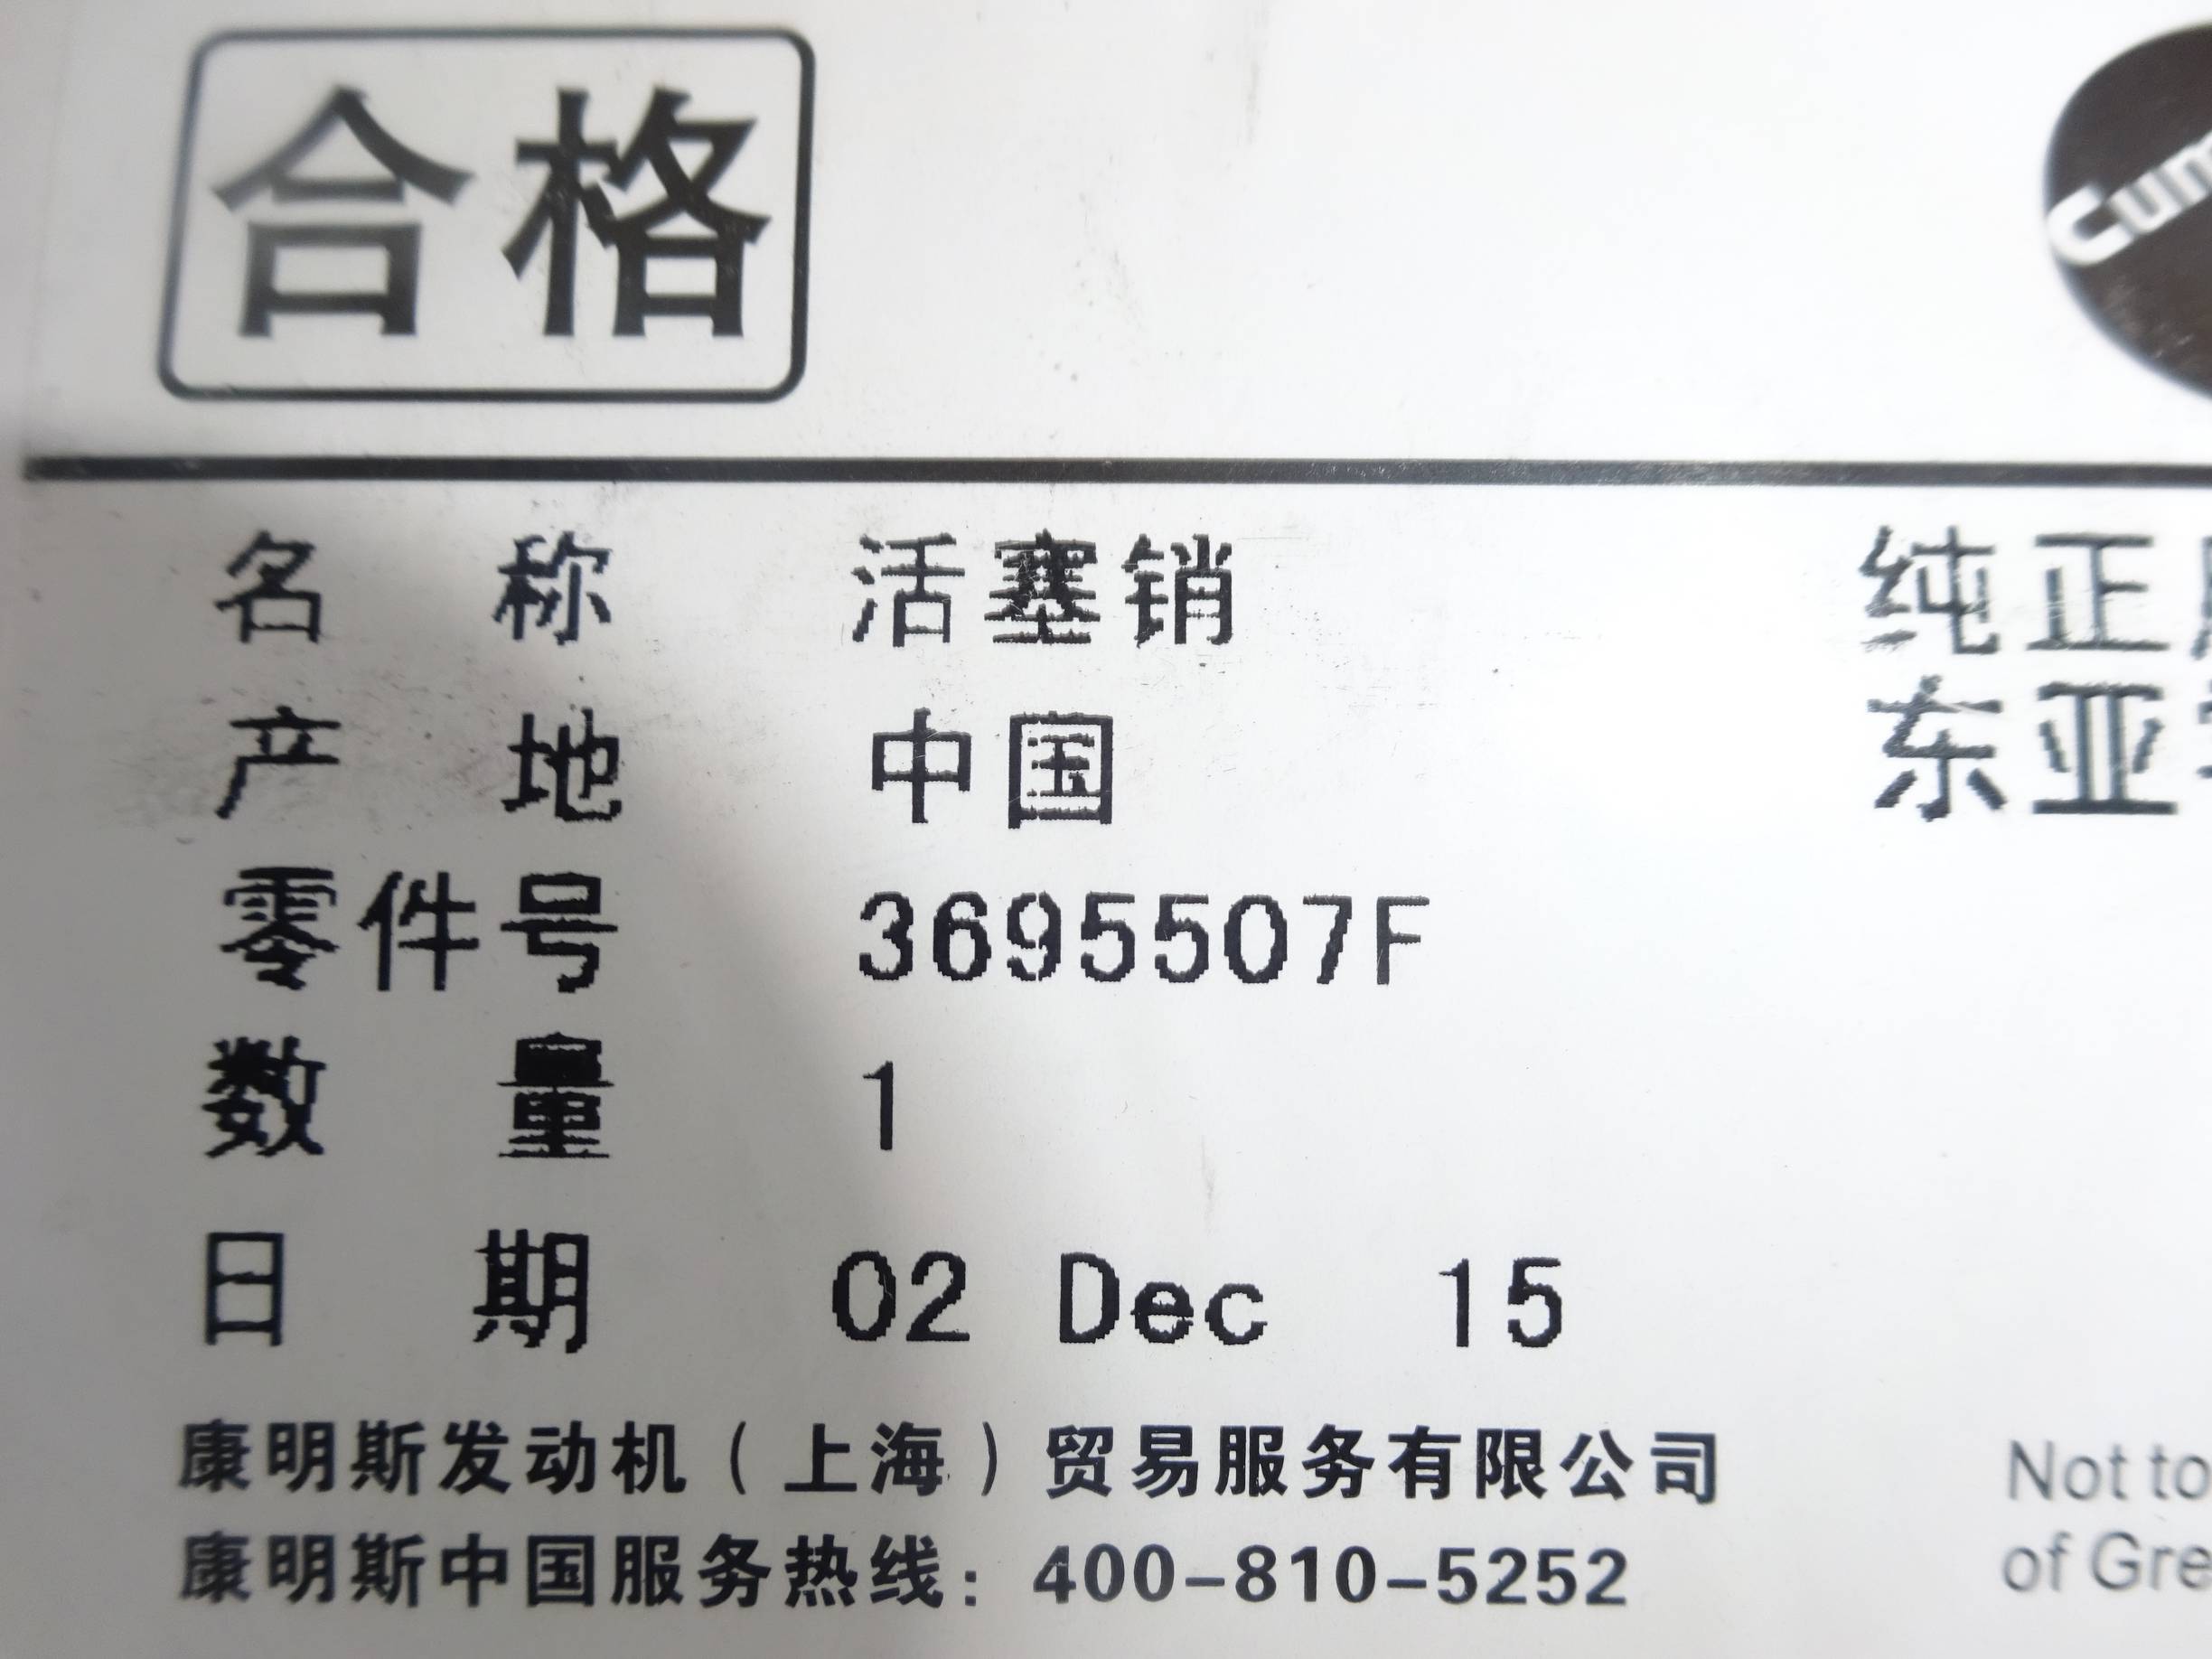 合格
名 称 活塞销 纯正
产 地 中国 东亚
零件号 3695507F
数 量 1
日 期 02 Dec 15
康明斯发动机（上海）贸易服务有限公司
Not to
康明斯中国服务热线：400-810-5252
of Gre